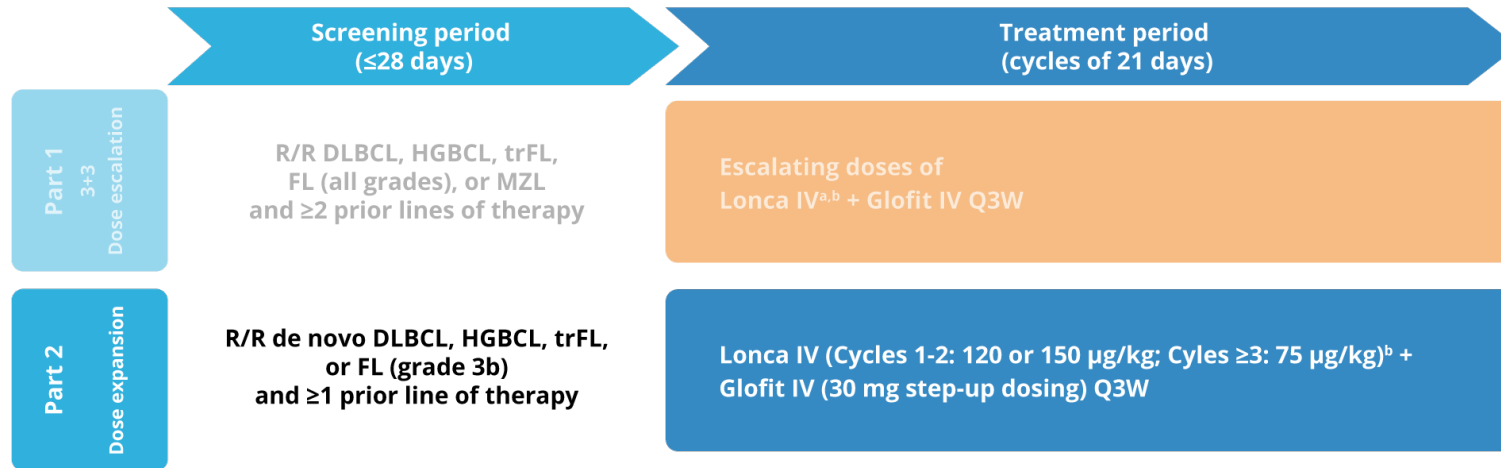 Screening period
(≤28 days)
Treatment period
(cycles of 21 days)
Part 1
3+3
Dose escalation
R/R DLBCL, HGBCL, trFL,
FL (all grades), or MZL
and ≥2 prior lines of therapy
Escalating doses of
Lonca IVᵃ,ᵇ + Glofit IV Q3W
Part 2
Dose expansion
R/R de novo DLBCL, HGBCL, trFL,
or FL (grade 3b)
and ≥1 prior line of therapy
Lonca IV (Cycles 1-2: 120 or 150 µg/kg; Cyles ≥3: 75 µg/kg)ᵇ +
Glofit IV (30 mg step-up dosing) Q3W